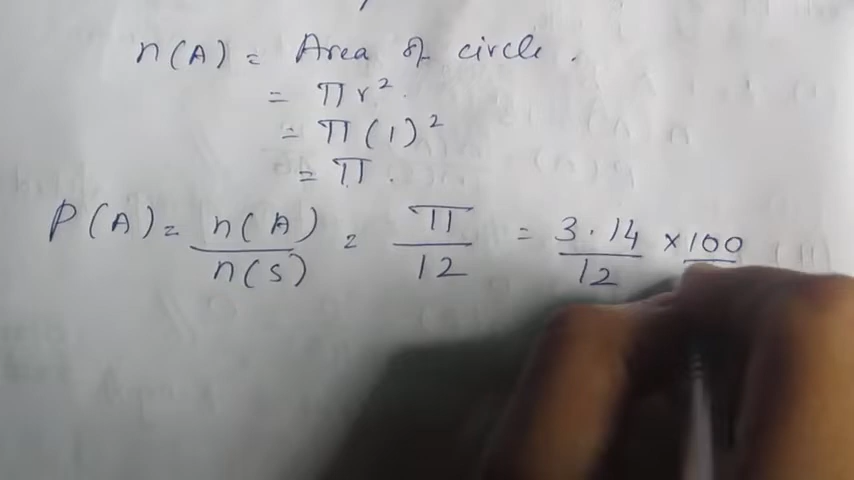 n(A) = Area of circle.
= πr².
= π(1)²
= π.
P(A) = n(A)/n(s) = π/12 = 3.14/12 × 100